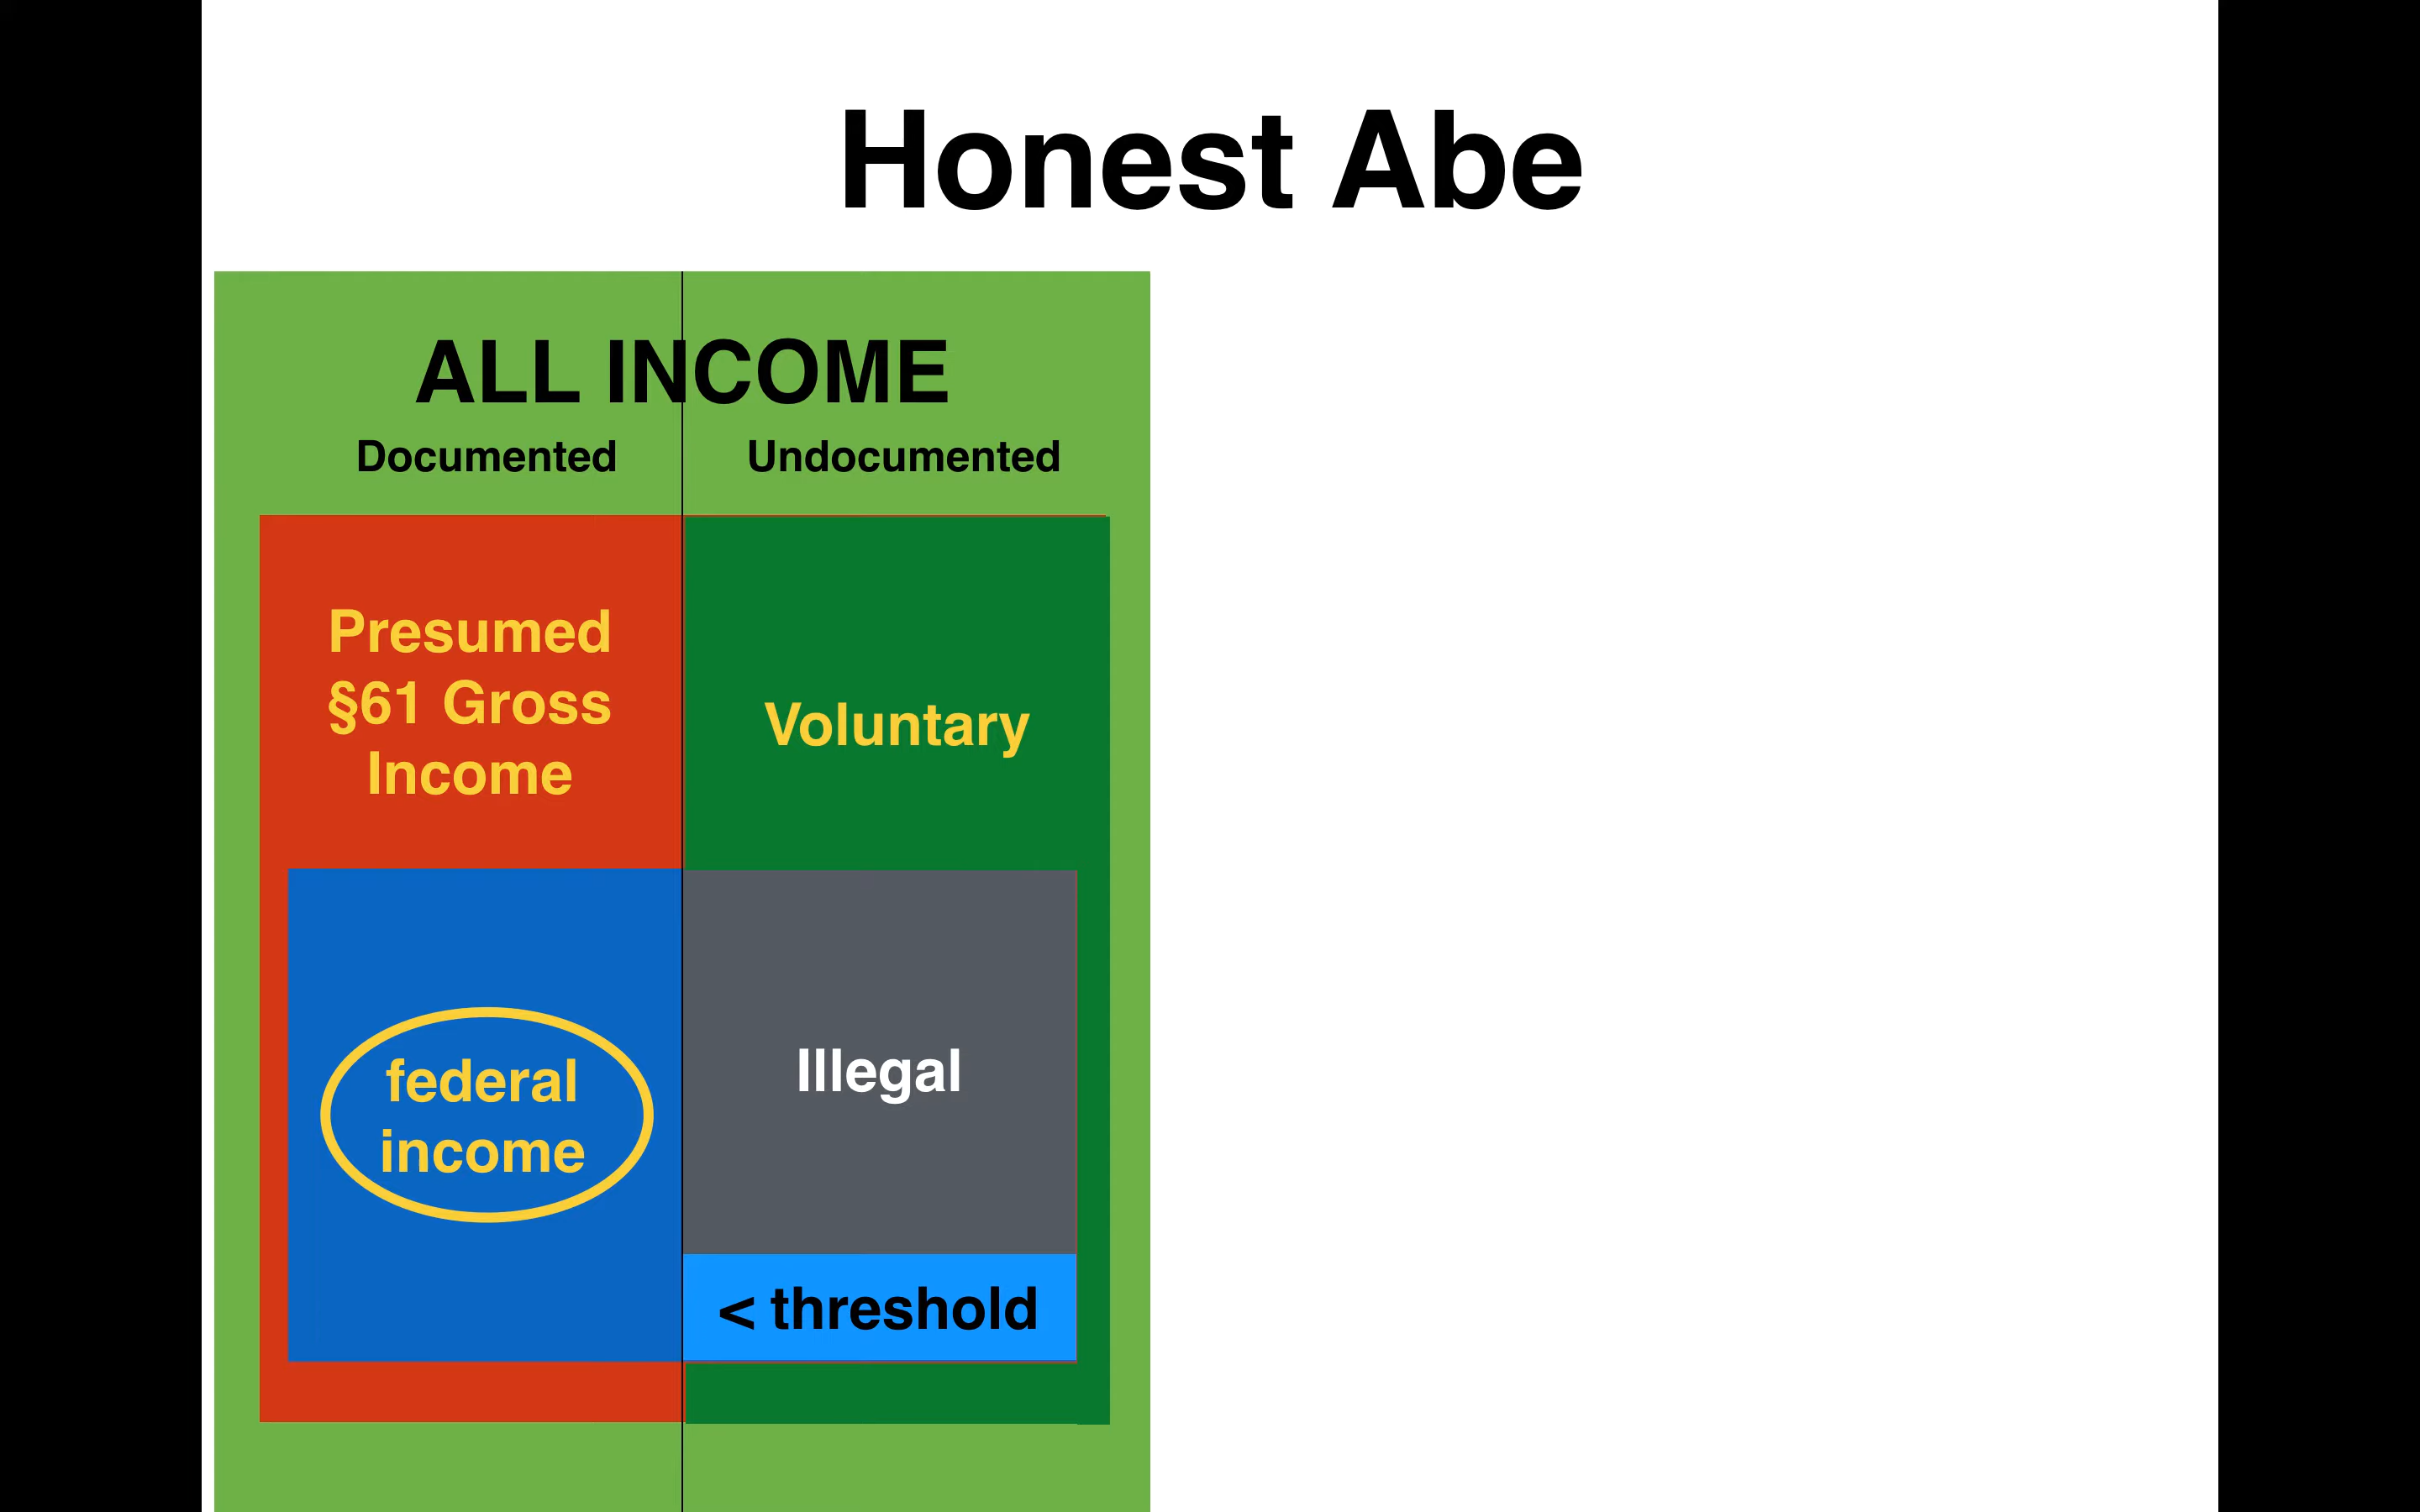 Honest Abe
ALL INCOME
Documented
Undocumented
Presumed
§61 Gross
Income
Voluntary
federal
income
Illegal
< threshold